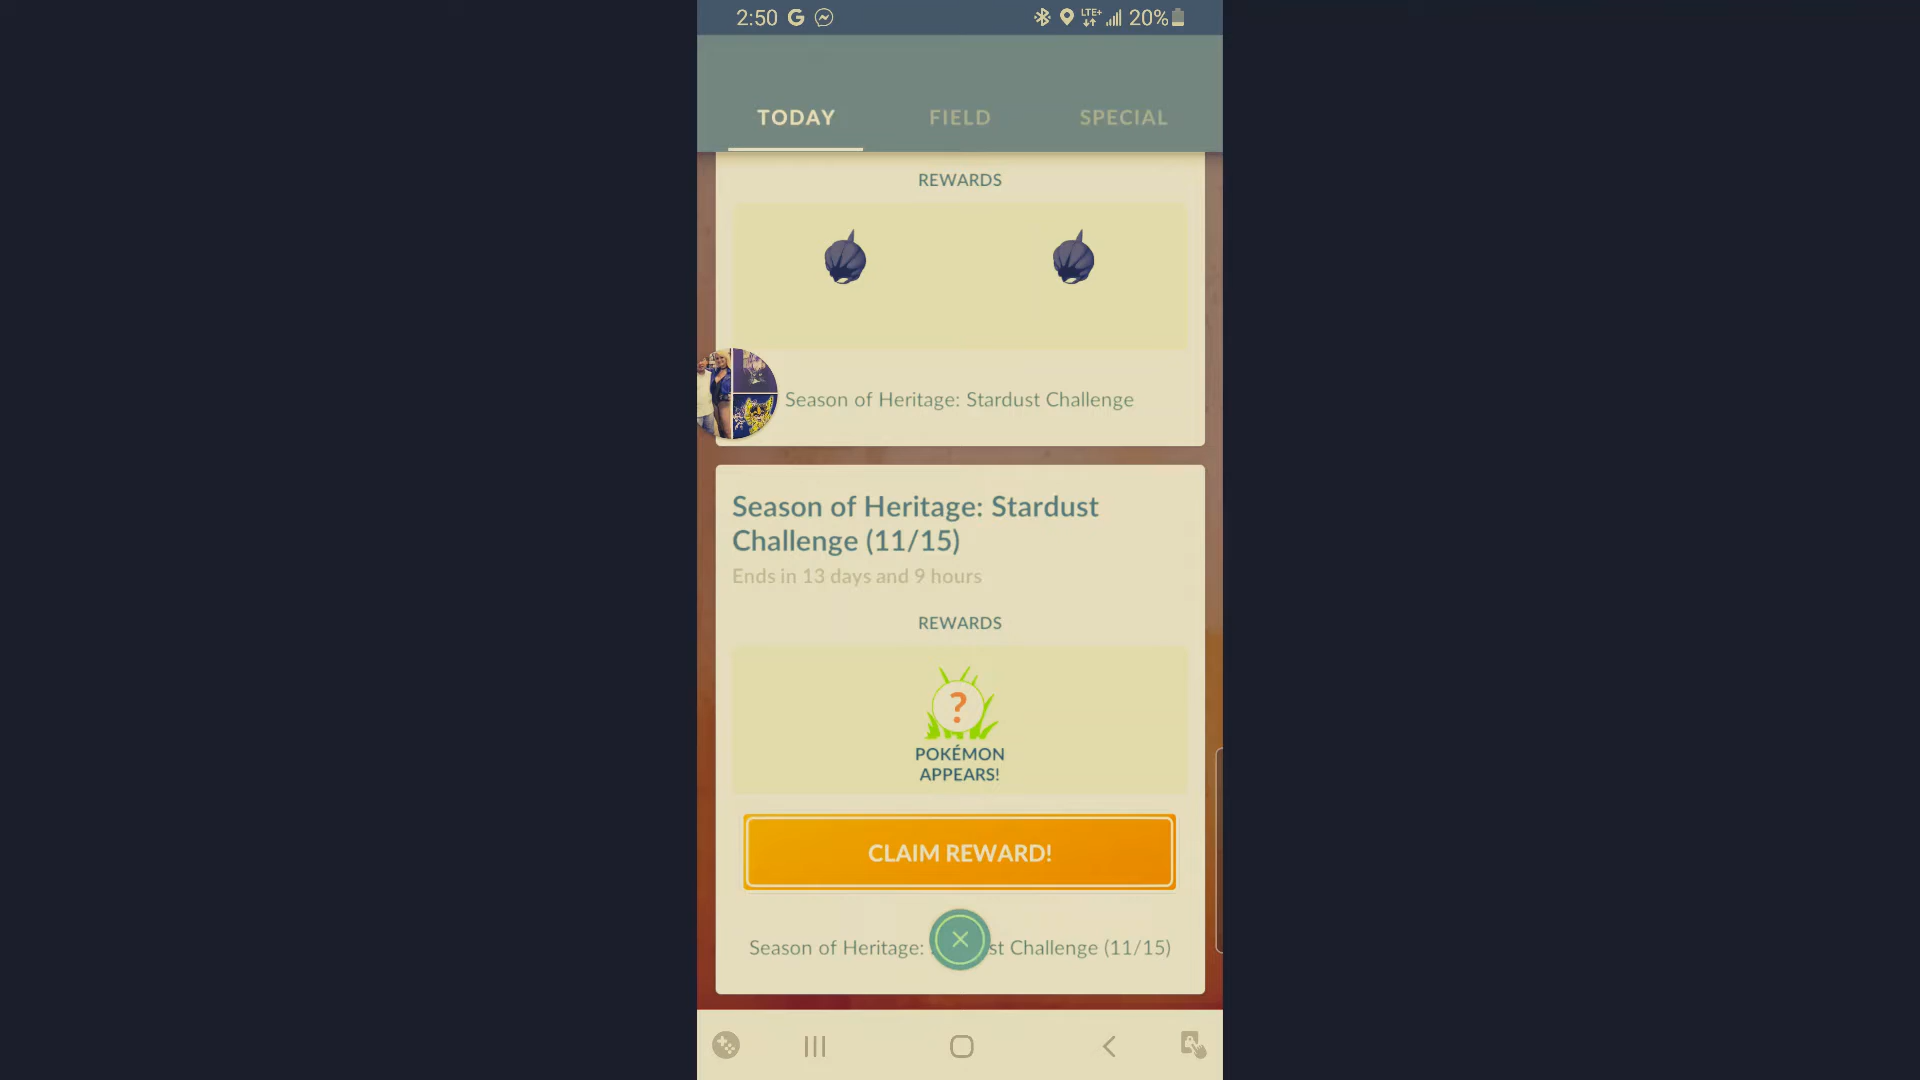 2:50 LTE+ 20%
TODAY FIELD SPECIAL
REWARDS
Season of Heritage: Stardust Challenge
Season of Heritage: Stardust
Challenge (11/15)
Ends in 13 days and 9 hours
REWARDS
?
POKÉMON
APPEARS!
CLAIM REWARD!
Season of Heritage: st Challenge (11/15)